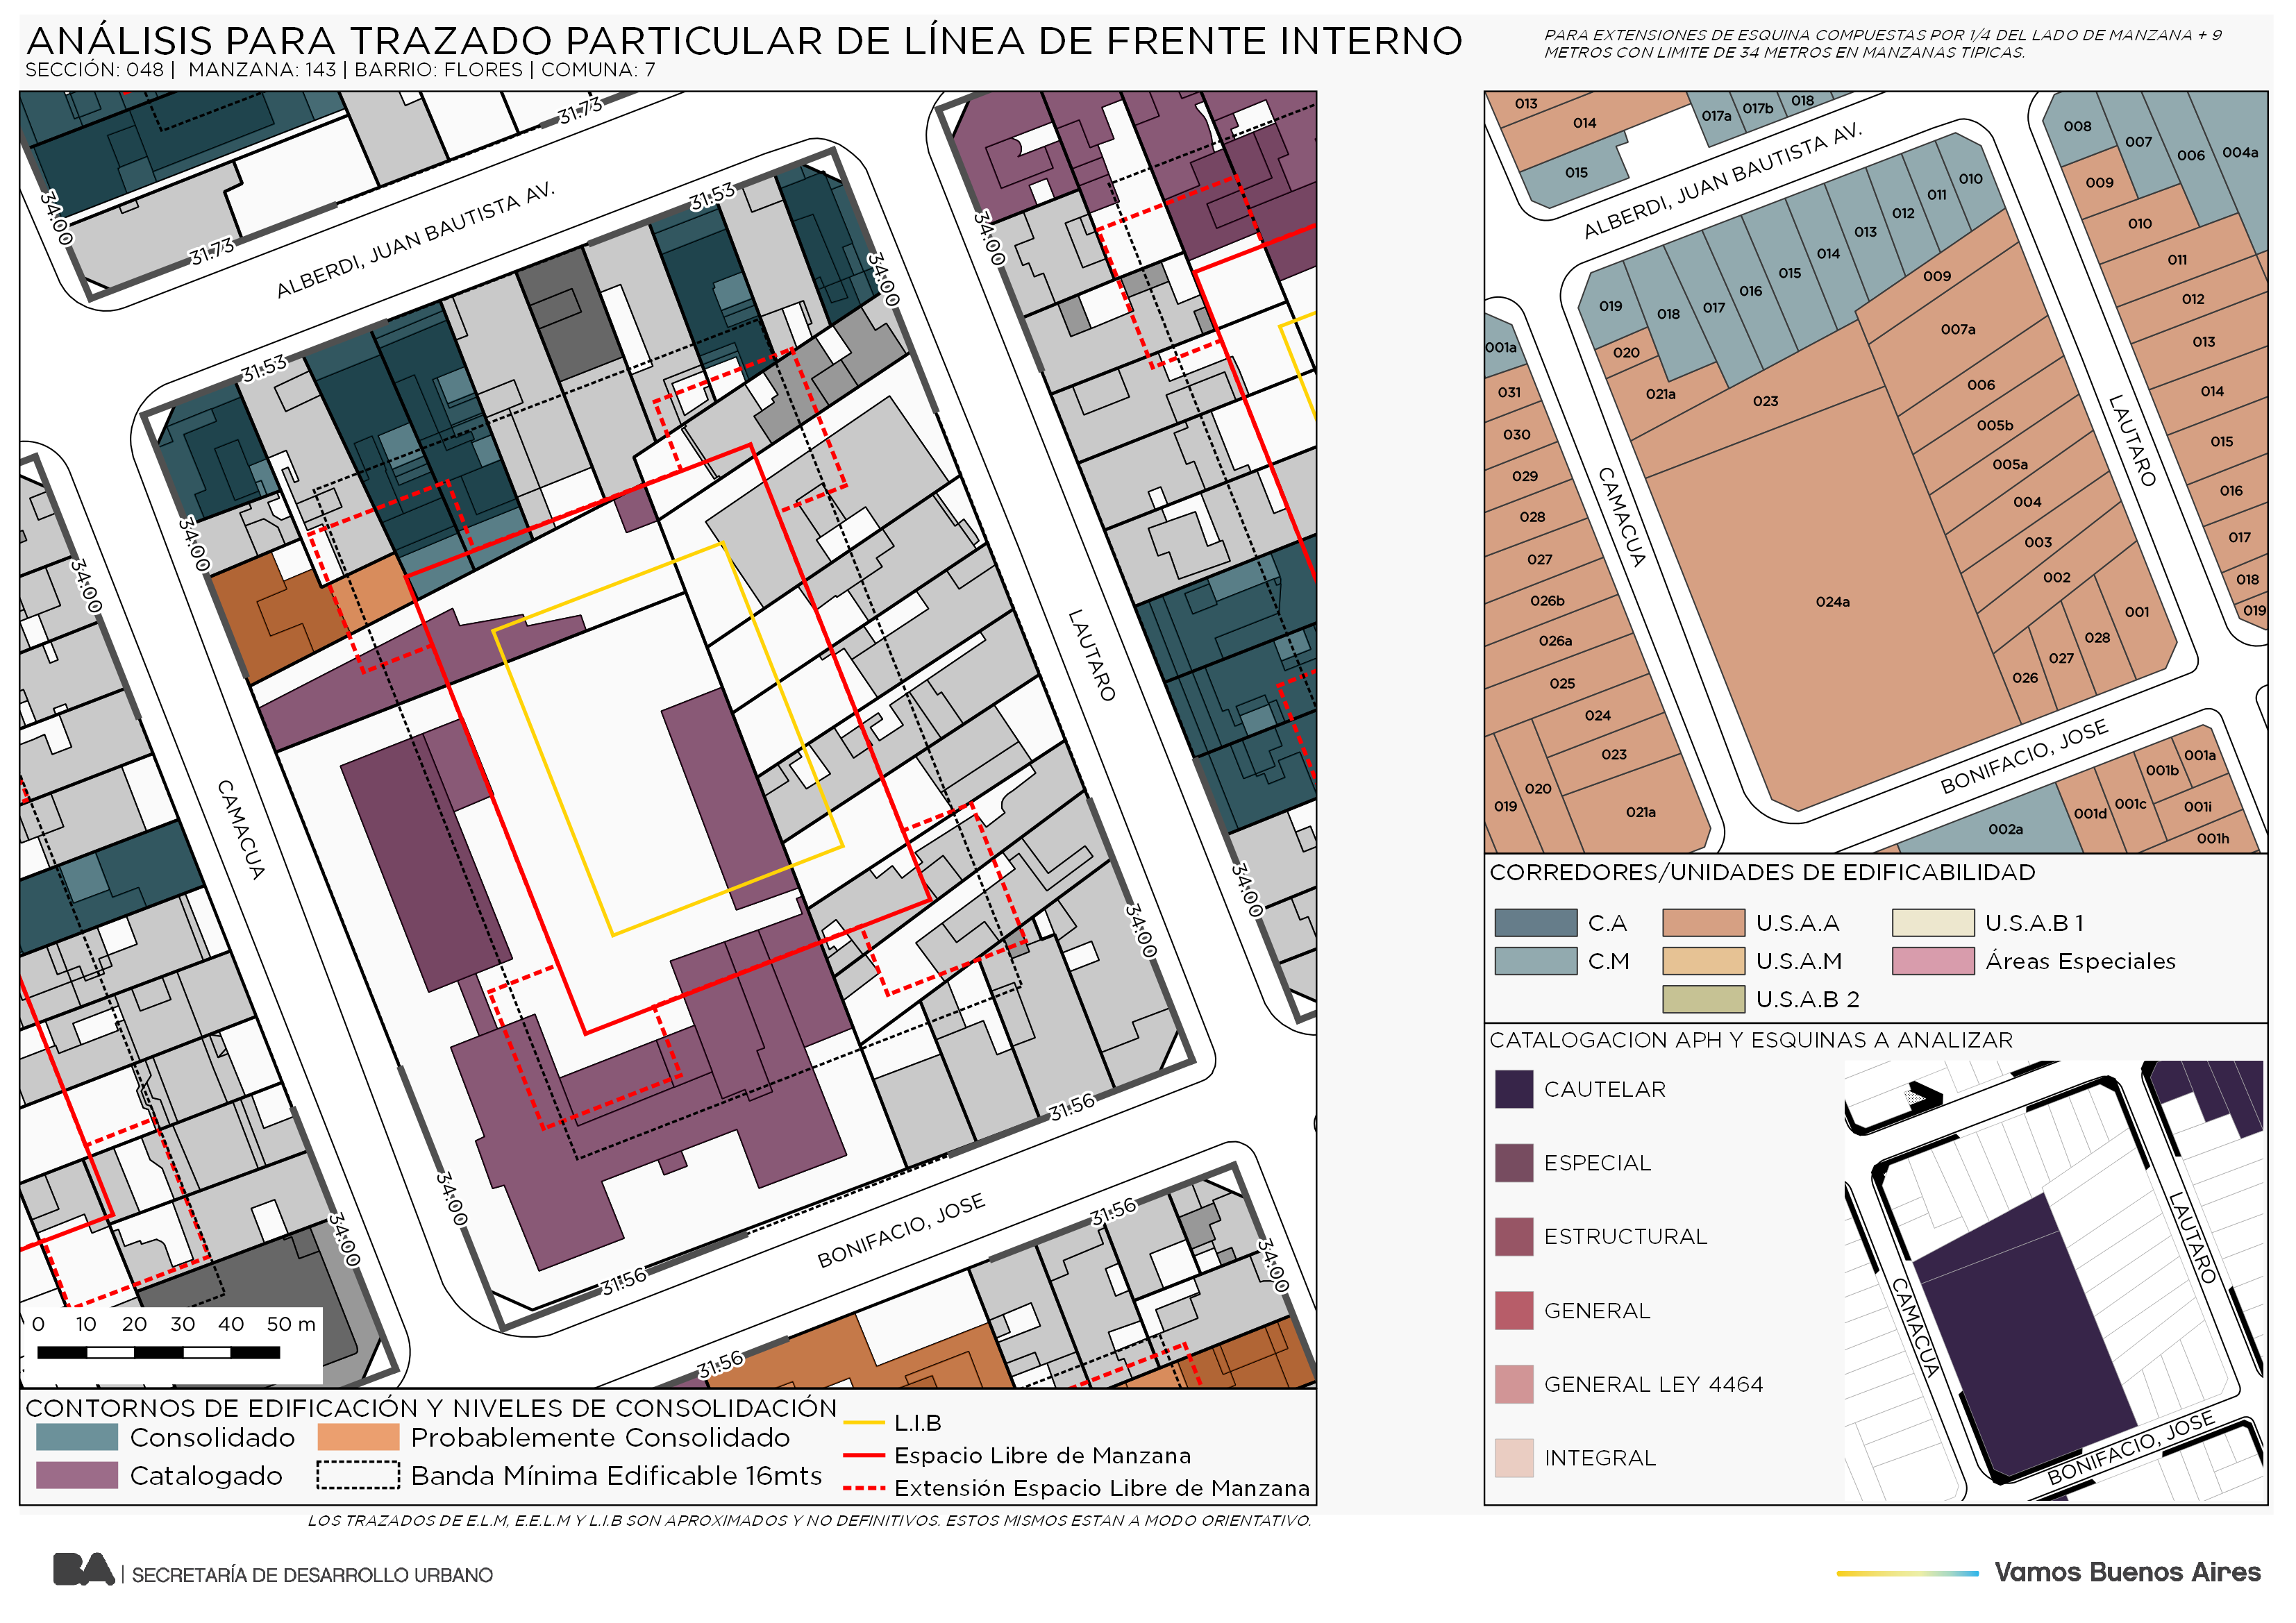 ANÁLISIS PARA TRAZADO PARTICULAR DE LÍNEA DE FRENTE INTERNO
SECCIÓN: 048 | MANZANA: 143 | BARRIO: FLORES | COMUNA: 7
PARA EXTENSIONES DE ESQUINA COMPUESTAS POR 1/4 DEL LADO DE MANZANA + 9
METROS CON LIMITE DE 34 METROS EN MANZANAS TIPICAS.
31.73
34.00
31.73
ALBERDI, JUAN BAUTISTA AV.
31.53
34.00
34.00
31.53
34.00
34.00
LAUTARO
CAMACUA
34.00
34.00
31.56
34.00
34.00
BONIFACIO, JOSE
31.56
31.56
34.00
31.56
0 10 20 30 40 50 m
CONTORNOS DE EDIFICACIÓN Y NIVELES DE CONSOLIDACIÓN
Consolidado
Probablemente Consolidado
Catalogado
Banda Mínima Edificable 16mts
L.I.B
Espacio Libre de Manzana
Extensión Espacio Libre de Manzana
LOS TRAZADOS DE E.L.M, E.E.L.M Y L.I.B SON APROXIMADOS Y NO DEFINITIVOS. ESTOS MISMOS ESTAN A MODO ORIENTATIVO.
013
014
015
017a
017b
018
ALBERDI, JUAN BAUTISTA AV.
008
007
006
004a
009
010
011
012
013
014
015
016
017
018
019
019
018
017
016
015
014
013
012
011
010
020
021a
023
009
007a
006
005b
005a
004
003
002
001
028
027
026
024a
001a
031
030
029
028
027
026b
026a
025
024
023
020
019
021a
CAMACUA
LAUTARO
BONIFACIO, JOSE
002a
001d
001c
001b
001a
001i
001h
CORREDORES/UNIDADES DE EDIFICABILIDAD
C.A
U.S.A.A
U.S.A.B 1
C.M
U.S.A.M
Áreas Especiales
U.S.A.B 2
CATALOGACION APH Y ESQUINAS A ANALIZAR
CAUTELAR
ESPECIAL
ESTRUCTURAL
GENERAL
GENERAL LEY 4464
INTEGRAL
LAUTARO
CAMACUA
BONIFACIO, JOSE
BA | SECRETARÍA DE DESARROLLO URBANO
Vamos Buenos Aires